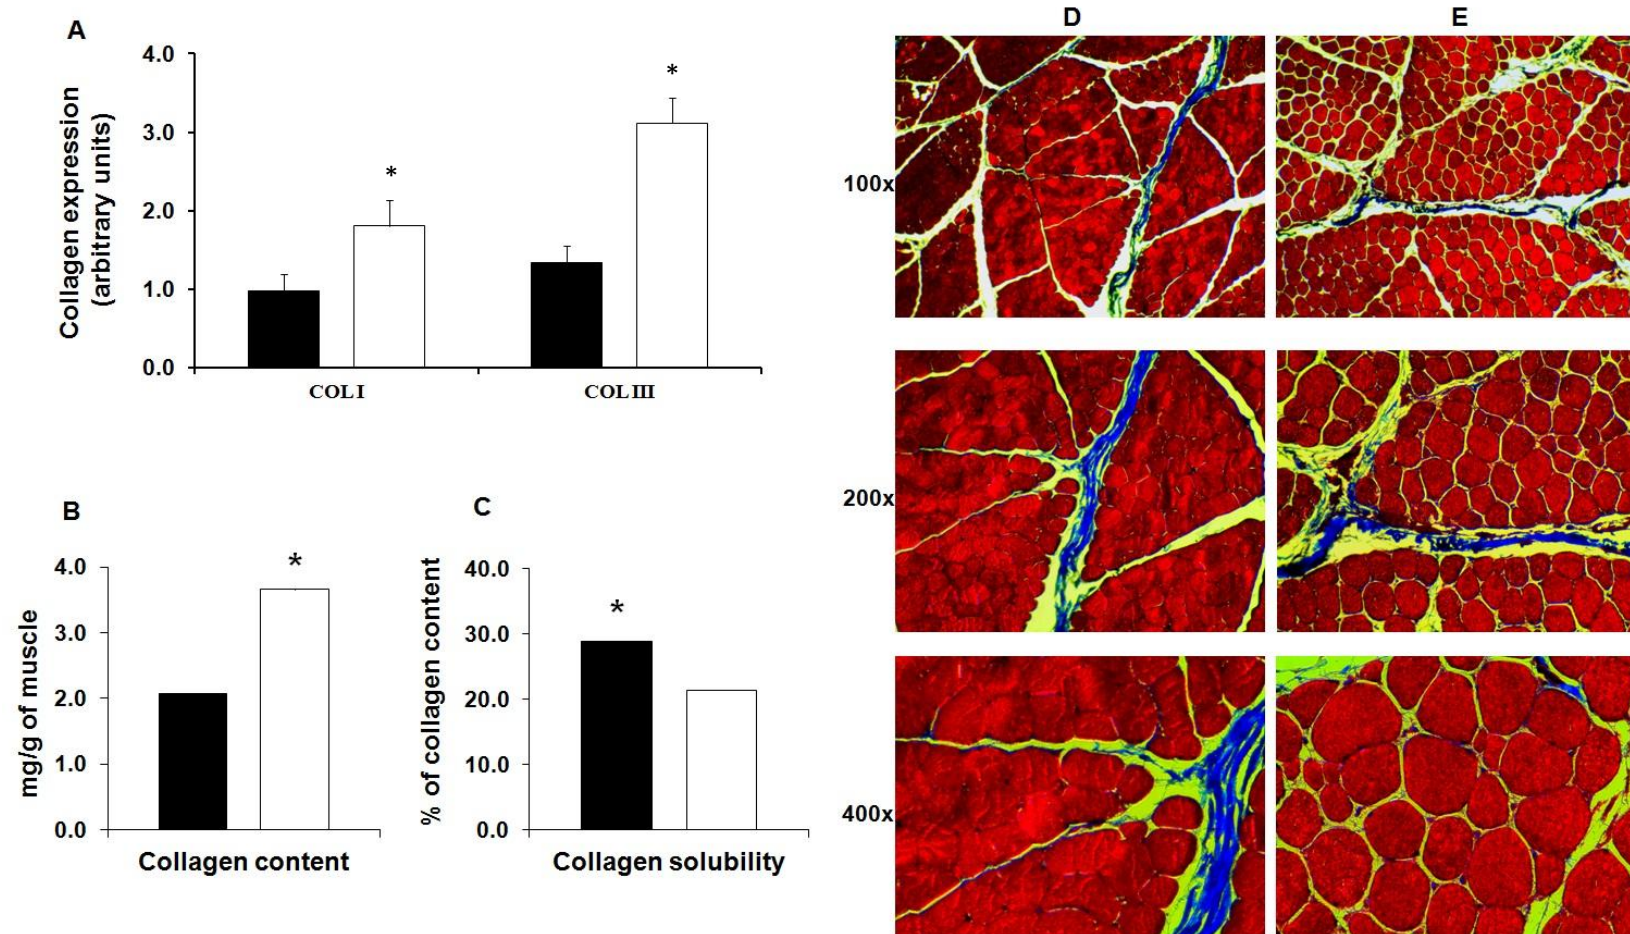 A
4.0
3.0
2.0
1.0
0.0
Collagen expression
(arbitrary units)
*
*
COL I
COL III
B
4.0
3.0
2.0
1.0
0.0
mg/g of muscle
*
Collagen content
C
40.0
30.0
20.0
10.0
0.0
% of collagen content
*
Collagen solubility
D
E
100x
200x
400x